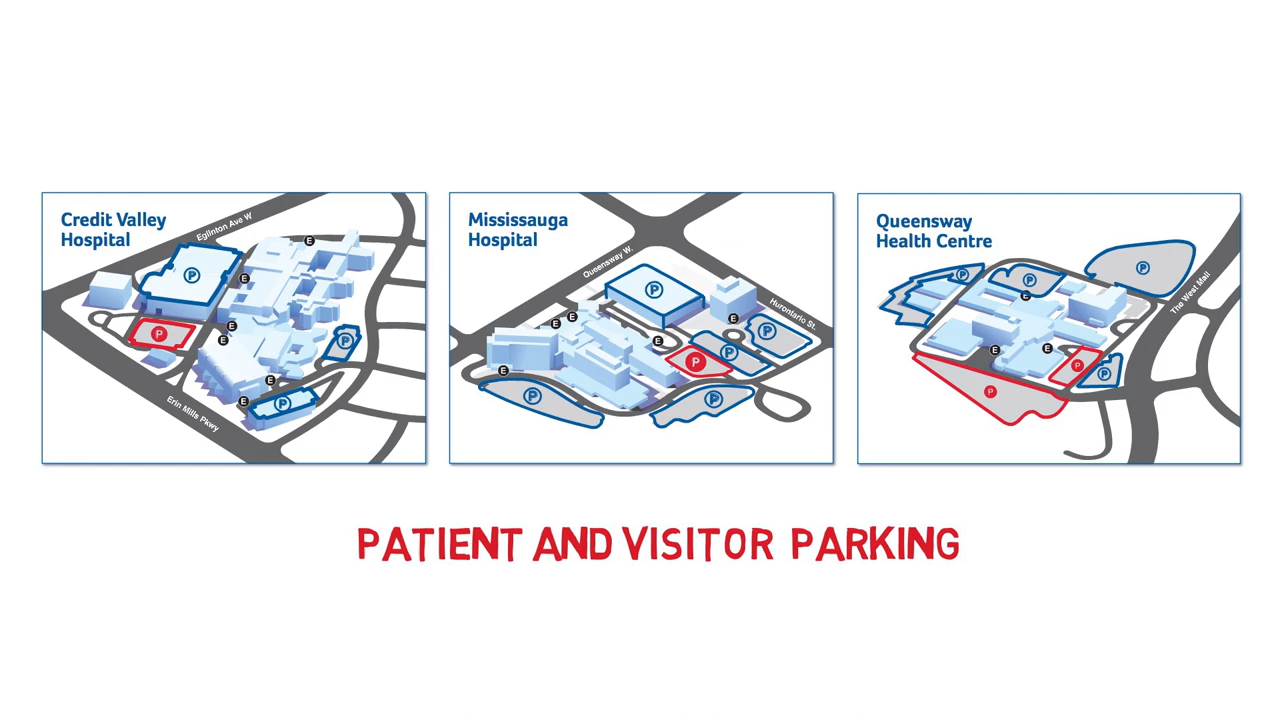 Credit Valley
Hospital
Eglinton Ave W
E
P
E
E
P
E
P
E
P
E
Erin Mills Pkwy
Mississauga
Hospital
Queensway W.
P
Hurontario St.
E
E
E
P
E
P
P
E
P
P
Queensway
Health Centre
The West Mall
P
P
P
E
E
E
P
P
P
PATIENT AND VISITOR PARKING